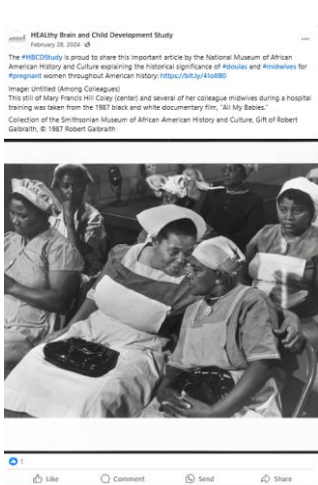 HEALthy Brain and Child Development Study
February 28, 2024
The #HBCDStudy is proud to share this important article by the National Museum of African
American History and Culture explaining the historical significance of #doulas and #midwives for
#pregnant women throughout American history: https://bit.ly/41oIIB0
Image: Untitled (Among Colleagues)
This still of Mary Francis Hill Coley (center) and several of her colleague midwives during a hospital
training was taken from the 1987 black and white documentary film, "All My Babies."
Collection of the Smithsonian Museum of African American History and Culture, Gift of Robert
Galbraith, © 1987 Robert Galbraith
1
Like Comment Send Share